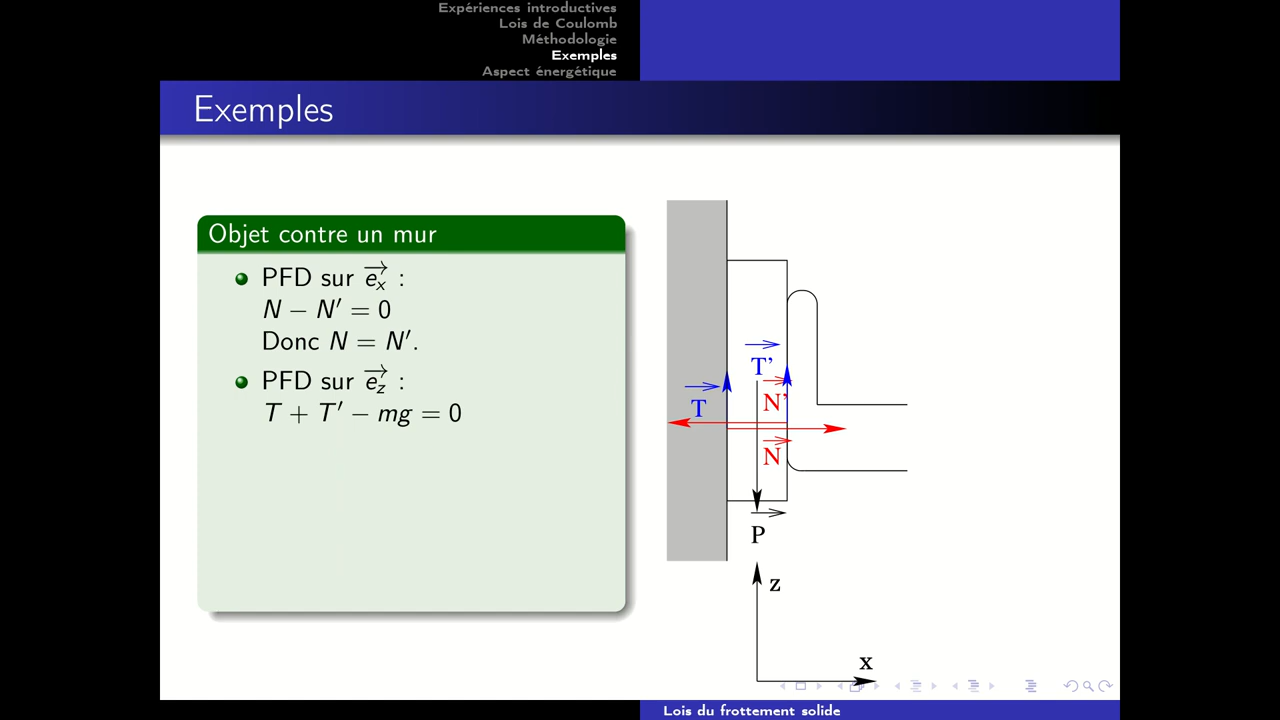 Expériences introductives
Lois de Coulomb
Méthodologie
Exemples
Aspect énergétique
Exemples
Objet contre un mur
PFD sur $\overrightarrow{e_x}$ :
N − N′ = 0
Donc N = N′.
PFD sur $\overrightarrow{e_z}$ :
T + T′ − mg = 0
T'
T
N'
N
P
z
x
Lois du frottement solide